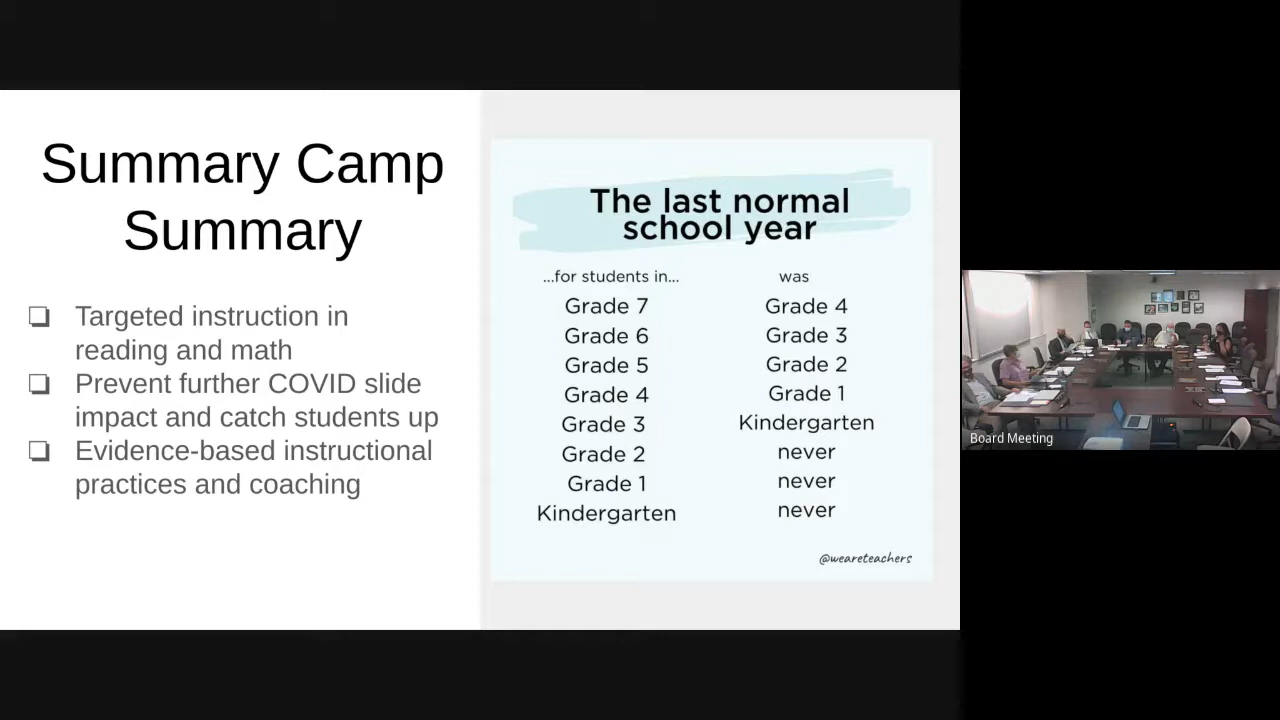 Summary Camp
Summary
Targeted instruction in
reading and math
Prevent further COVID slide
impact and catch students up
Evidence-based instructional
practices and coaching
The last normal
school year
...for students in... was
Grade 7 Grade 4
Grade 6 Grade 3
Grade 5 Grade 2
Grade 4 Grade 1
Grade 3 Kindergarten
Grade 2 never
Grade 1 never
Kindergarten never
@weareteachers
Board Meeting